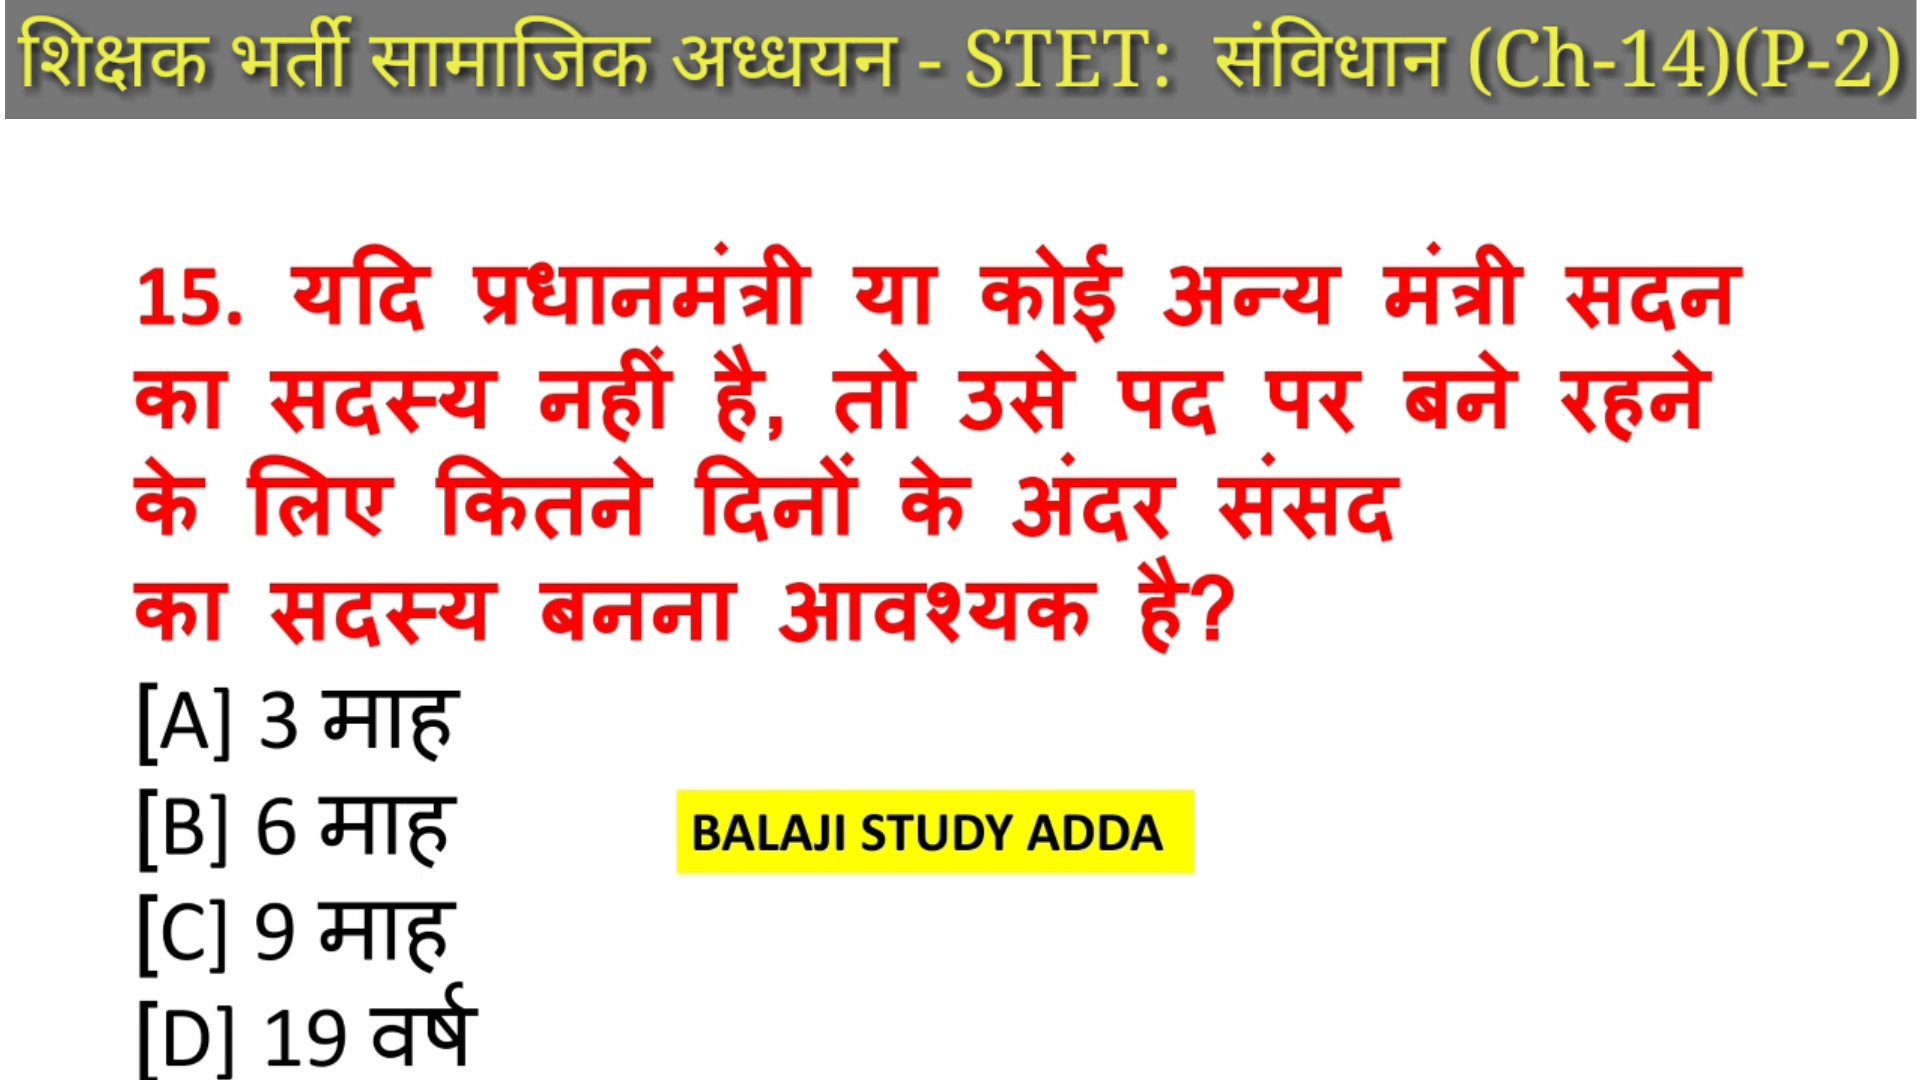 शिक्षक भर्ती सामाजिक अध्धयन - STET: संविधान (Ch-14)(P-2)
15. यदि प्रधानमंत्री या कोई अन्य मंत्री सदन
का सदस्य नहीं है, तो उसे पद पर बने रहने
के लिए कितने दिनों के अंदर संसद
का सदस्य बनना आवश्यक है?
[A] 3 माह
[B] 6 माह
BALAJI STUDY ADDA
[C] 9 माह
[D] 19 वर्ष